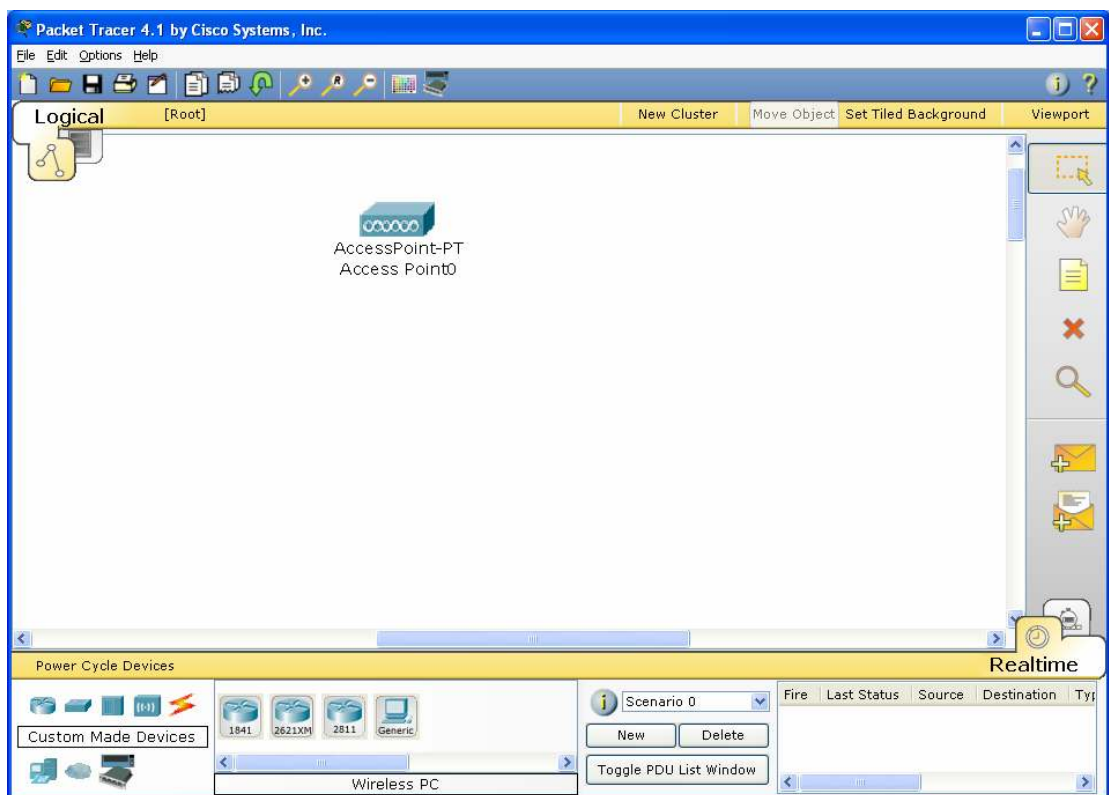 Packet Tracer 4.1 by Cisco Systems, Inc.
File Edit Options Help
Logical [Root] New Cluster Move Object Set Tiled Background Viewport
AccessPoint-PT
Access Point0
Power Cycle Devices Realtime
Custom Made Devices
1841 2621XM 2811 Generic
Wireless PC
Scenario 0
New Delete
Toggle PDU List Window
Fire Last Status Source Destination Typ